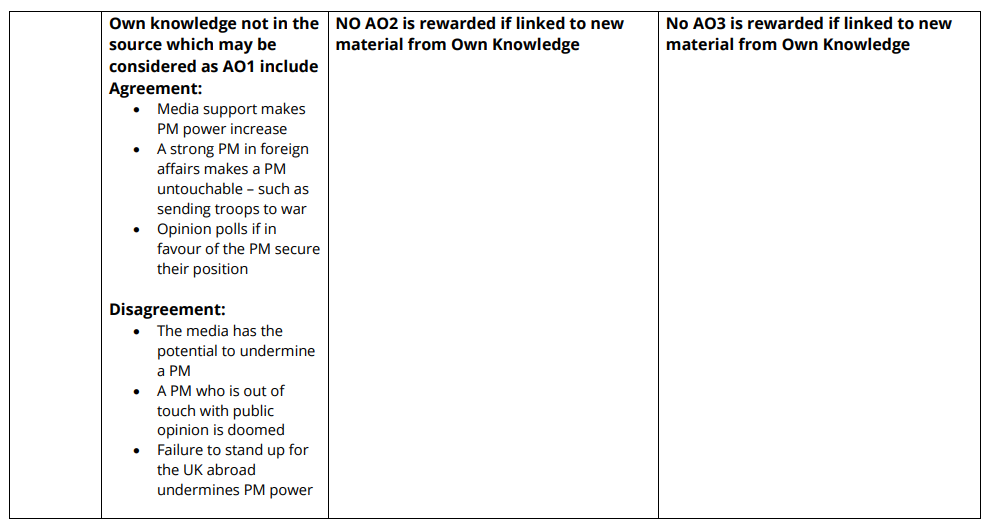 Own knowledge not in the
source which may be
considered as AO1 include
Agreement:
• Media support makes
PM power increase
• A strong PM in foreign
affairs makes a PM
untouchable – such as
sending troops to war
• Opinion polls if in
favour of the PM secure
their position
Disagreement:
• The media has the
potential to undermine
a PM
• A PM who is out of
touch with public
opinion is doomed
• Failure to stand up for
the UK abroad
undermines PM power
NO AO2 is rewarded if linked to new
material from Own Knowledge
No AO3 is rewarded if linked to new
material from Own Knowledge